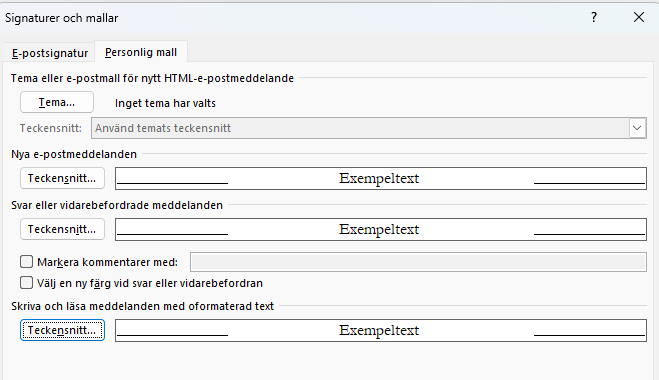 Signaturer och mallar ? ×
E-postsignatur Personlig mall
Tema eller e-postmall för nytt HTML-e-postmeddelande
Tema... Inget tema har valts
Teckensnitt: Använd temats teckensnitt
Nya e-postmeddelanden
Teckensnitt... Exempeltext
Svar eller vidarebefordrade meddelanden
Teckensnitt... Exempeltext
Markera kommentarer med:
Välj en ny färg vid svar eller vidarebefordran
Skriva och läsa meddelanden med oformaterad text
Teckensnitt... Exempeltext